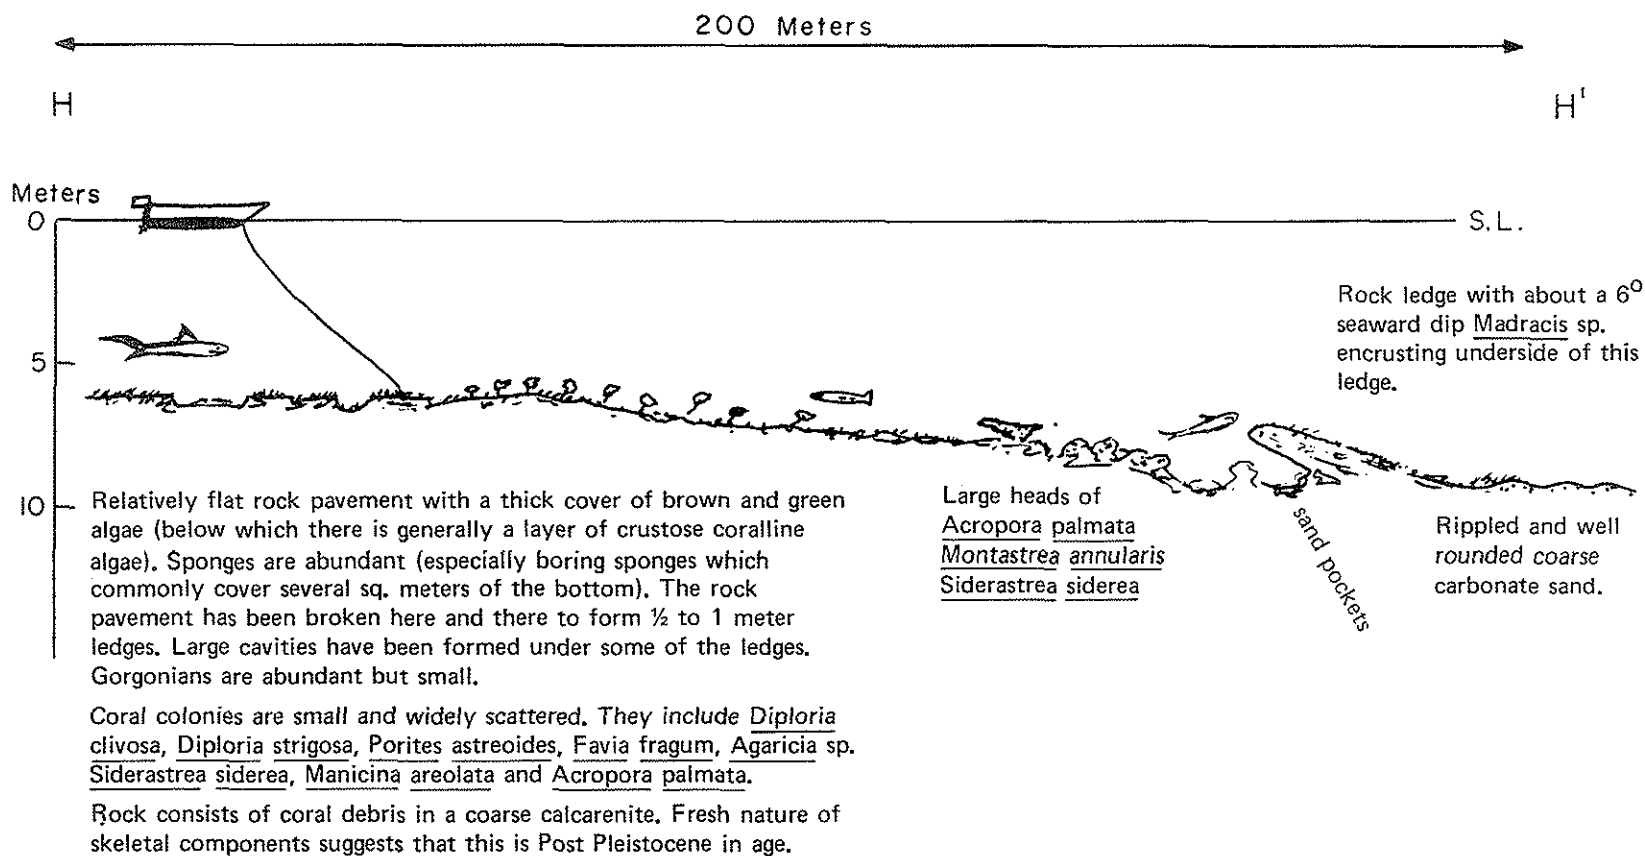 200 Meters
H
H'
Meters
0
S.L.
Rock ledge with about a 6⁰
seaward dip Madracis sp.
encrusting underside of this
ledge.
5
10
Relatively flat rock pavement with a thick cover of brown and green
algae (below which there is generally a layer of crustose coralline
algae). Sponges are abundant (especially boring sponges which
commonly cover several sq. meters of the bottom). The rock
pavement has been broken here and there to form ½ to 1 meter
ledges. Large cavities have been formed under some of the ledges.
Gorgonians are abundant but small.
Coral colonies are small and widely scattered. They include Diploria
clivosa, Diploria strigosa, Porites astreoides, Favia fragum, Agaricia sp.
Siderastrea siderea, Manicina areolata and Acropora palmata.
Rock consists of coral debris in a coarse calcarenite. Fresh nature of
skeletal components suggests that this is Post Pleistocene in age.
Large heads of
Acropora palmata
Montastrea annularis
Siderastrea siderea
sand pockets
Rippled and well
rounded coarse
carbonate sand.